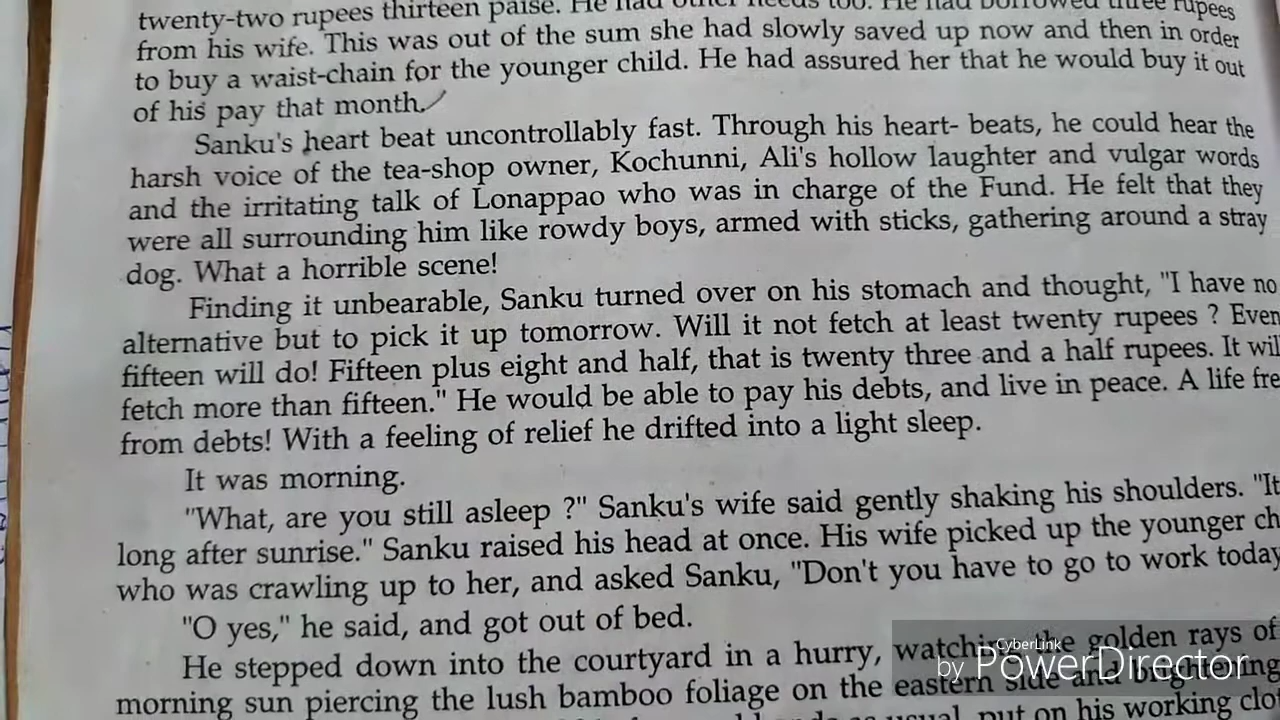 twenty-two rupees thirteen paise. He had other needs too. He had borrowed three rupees
from his wife. This was out of the sum she had slowly saved up now and then in order
to buy a waist-chain for the younger child. He had assured her that he would buy it out
of his pay that month.
Sanku's heart beat uncontrollably fast. Through his heart- beats, he could hear the
harsh voice of the tea-shop owner, Kochunni, Ali's hollow laughter and vulgar words
and the irritating talk of Lonappao who was in charge of the Fund. He felt that they
were all surrounding him like rowdy boys, armed with sticks, gathering around a stray
dog. What a horrible scene!
Finding it unbearable, Sanku turned over on his stomach and thought, "I have no
alternative but to pick it up tomorrow. Will it not fetch at least twenty rupees ? Even
fifteen will do! Fifteen plus eight and half, that is twenty three and a half rupees. It wil
fetch more than fifteen." He would be able to pay his debts, and live in peace. A life fre
from debts! With a feeling of relief he drifted into a light sleep.
It was morning.
"What, are you still asleep ?" Sanku's wife said gently shaking his shoulders. "It
long after sunrise." Sanku raised his head at once. His wife picked up the younger ch
who was crawling up to her, and asked Sanku, "Don't you have to go to work today
"O yes," he said, and got out of bed.
He stepped down into the courtyard in a hurry, watching the golden rays of
morning sun piercing the lush bamboo foliage on the eastern side and brightening
usual, put on his working clo
CyberLink
by PowerDirector